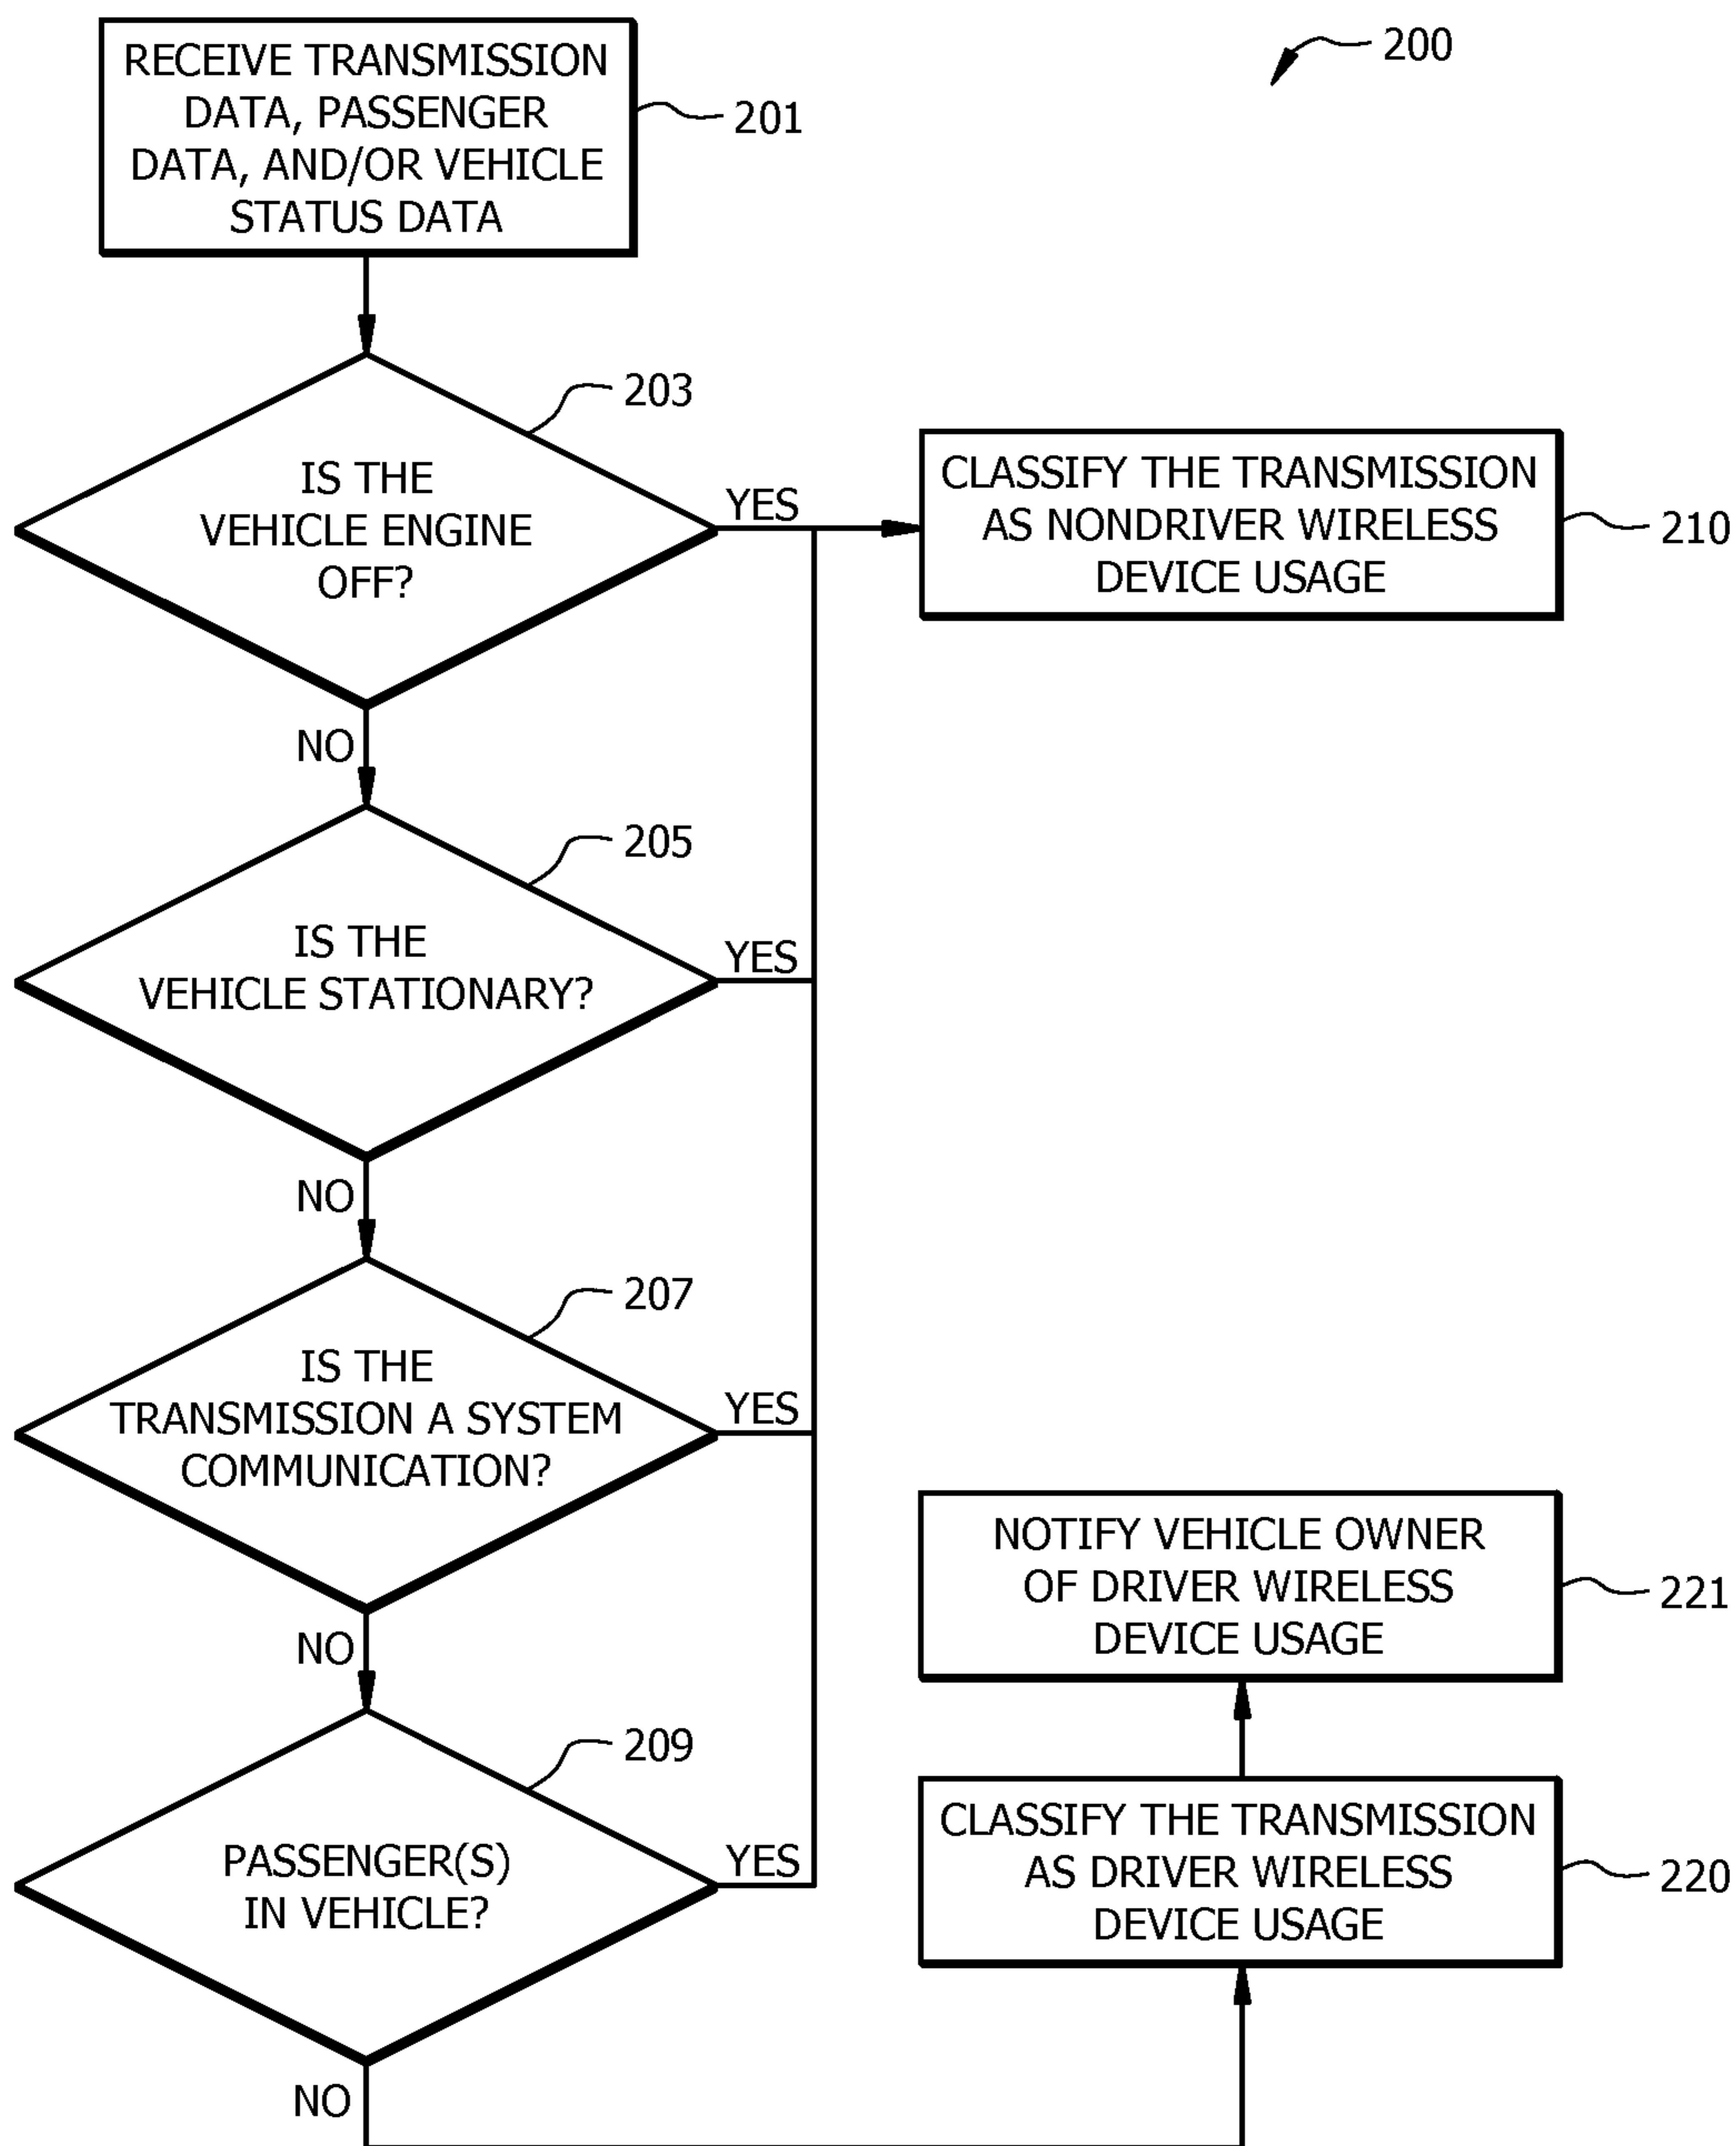 RECEIVE TRANSMISSION
DATA, PASSENGER
DATA, AND/OR VEHICLE
STATUS DATA
201
200
203
IS THE
VEHICLE ENGINE
OFF?
YES
NO
CLASSIFY THE TRANSMISSION
AS NONDRIVER WIRELESS
DEVICE USAGE
210
205
IS THE
VEHICLE STATIONARY?
YES
NO
207
IS THE
TRANSMISSION A SYSTEM
COMMUNICATION?
YES
NO
209
PASSENGER(S)
IN VEHICLE?
YES
NO
NOTIFY VEHICLE OWNER
OF DRIVER WIRELESS
DEVICE USAGE
221
CLASSIFY THE TRANSMISSION
AS DRIVER WIRELESS
DEVICE USAGE
220